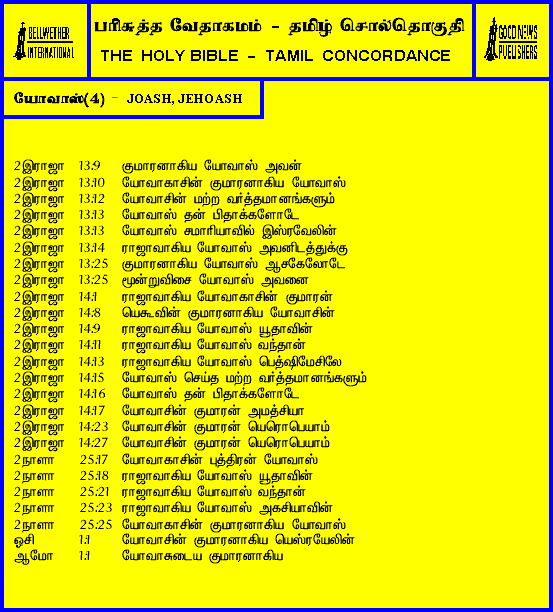 BELLWETHER INTERNATIONAL
பரிசுத்த வேதாகமம் - தமிழ் சொல்தொகுதி
THE HOLY BIBLE - TAMIL CONCORDANCE
GOOD NEWS PUBLISHERS
யோவாஸ்(4) - JOASH, JEHOASH
2இராஜா 13:9 குமாரனாகிய யோவாஸ் அவன்
2இராஜா 13:10 யோவாகாசின் குமாரனாகிய யோவாஸ்
2இராஜா 13:12 யோவாசின் மற்ற வர்த்தமானங்களும்
2இராஜா 13:13 யோவாஸ் தன் பிதாக்களோடே
2இராஜா 13:13 யோவாஸ் சமாரியாவில் இஸ்ரவேலின்
2இராஜா 13:14 ராஜாவாகிய யோவாஸ் அவனிடத்துக்கு
2இராஜா 13:25 குமாரனாகிய யோவாஸ் ஆசகேலோடே
2இராஜா 13:25 மூன்றுவிசை யோவாஸ் அவனை
2இராஜா 14:1 ராஜாவாகிய யோவாகாசின் குமாரன்
2இராஜா 14:8 யெகூவின் குமாரனாகிய யோவாசின்
2இராஜா 14:9 ராஜாவாகிய யோவாஸ் யூதாவின்
2இராஜா 14:11 ராஜாவாகிய யோவாஸ் வந்தான்
2இராஜா 14:13 ராஜாவாகிய யோவாஸ் பெத்ஷிமேசிலே
2இராஜா 14:15 யோவாஸ் செய்த மற்ற வர்த்தமானங்களும்
2இராஜா 14:16 யோவாஸ் தன் பிதாக்களோடே
2இராஜா 14:17 யோவாசின் குமாரன் அமத்சியா
2இராஜா 14:23 யோவாசின் குமாரன் யெரொபெயாம்
2இராஜா 14:27 யோவாசின் குமாரன் யெரொபெயாம்
2நாளா 25:17 யோவாகாசின் புத்திரன் யோவாஸ்
2நாளா 25:18 ராஜாவாகிய யோவாஸ் யூதாவின்
2நாளா 25:21 ராஜாவாகிய யோவாஸ் வந்தான்
2நாளா 25:23 ராஜாவாகிய யோவாஸ் அகசியாவின்
2நாளா 25:25 யோவாகாசின் குமாரனாகிய யோவாஸ்
ஓசி 1:1 யோவாசின் குமாரனாகிய யெஸ்ரயேலின்
ஆமோ 1:1 யோவாசுடைய குமாரனாகிய